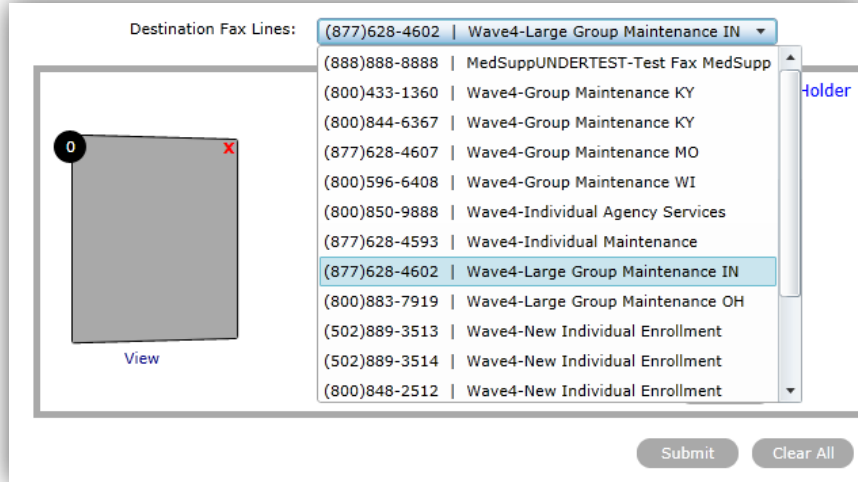 Destination Fax Lines: (877)628-4602 | Wave4-Large Group Maintenance IN
(888)888-8888 | MedSuppUNDERTEST-Test Fax MedSupp
Holder
(800)433-1360 | Wave4-Group Maintenance KY
(800)844-6367 | Wave4-Group Maintenance KY
0 X
(877)628-4607 | Wave4-Group Maintenance MO
(800)596-6408 | Wave4-Group Maintenance WI
(800)850-9888 | Wave4-Individual Agency Services
(877)628-4593 | Wave4-Individual Maintenance
(877)628-4602 | Wave4-Large Group Maintenance IN
(800)883-7919 | Wave4-Large Group Maintenance OH
(502)889-3513 | Wave4-New Individual Enrollment
View
(502)889-3514 | Wave4-New Individual Enrollment
(800)848-2512 | Wave4-New Individual Enrollment
Submit Clear All